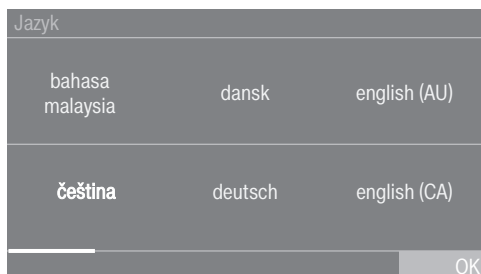 Jazyk
bahasa
malaysia
dansk
english (AU)
čeština
deutsch
english (CA)
OK